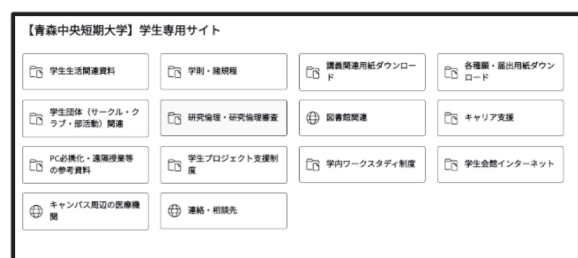 【青森中央短期大学】学生専用サイト
学生生活関連資料
学則・諸規程
講義関連用紙ダウンロー
ド
各種願・届出用紙ダウン
ロード
学生団体（サークル・ク
ラブ・部活動）関連
研究倫理・研究倫理審査
図書館関連
キャリア支援
PC必携化・遠隔授業等
の参考資料
学生プロジェクト支援制
度
学内ワークスタディ制度
学生会館インターネット
キャンパス周辺の医療機
関
連絡・相談先